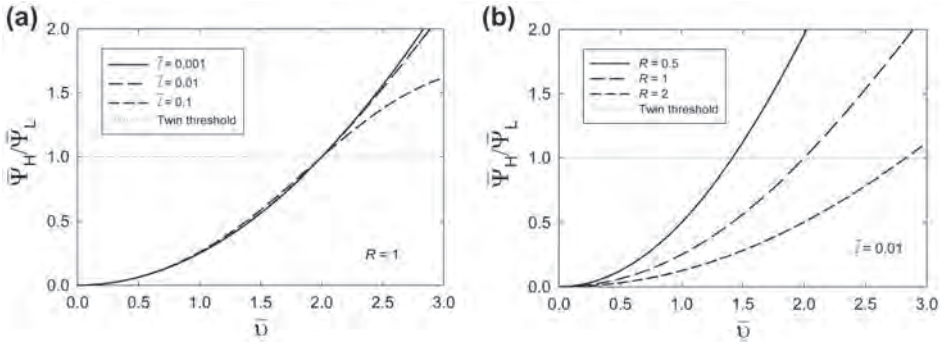 (a)
2.0
1.5
1.0
0.5
0.0
Ψ̄H/Ψ̄L
l̄ = 0.001
l̄ = 0.01
l̄ = 0.1
Twin threshold
R = 1
0.0 0.5 1.0 1.5 2.0 2.5 3.0
ῡ
(b)
2.0
1.5
1.0
0.5
0.0
Ψ̄H/Ψ̄L
R = 0.5
R = 1
R = 2
Twin threshold
l̄ = 0.01
0.0 0.5 1.0 1.5 2.0 2.5 3.0
ῡ